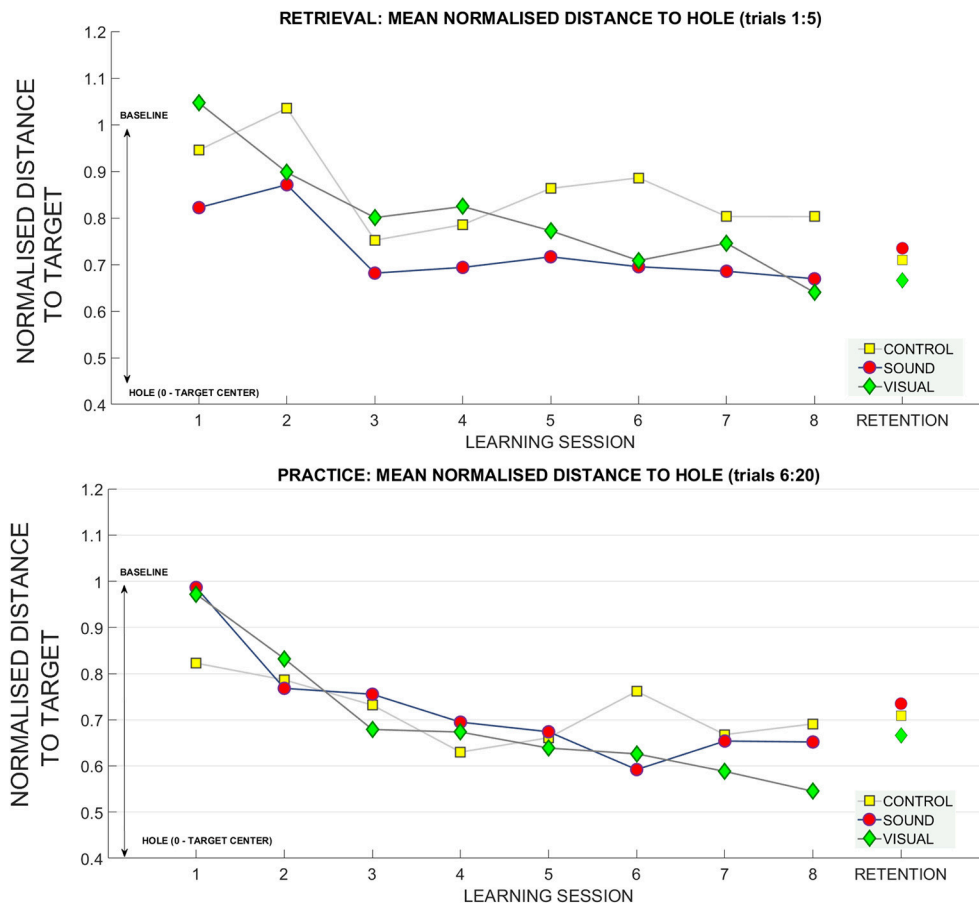 RETRIEVAL: MEAN NORMALISED DISTANCE TO HOLE (trials 1:5)
NORMALISED DISTANCE
TO TARGET
1.2
1.1
1
0.9
0.8
0.7
0.6
0.5
0.4
BASELINE
HOLE (0 - TARGET CENTER)
CONTROL
SOUND
VISUAL
1 2 3 4 5 6 7 8 RETENTION
LEARNING SESSION
PRACTICE: MEAN NORMALISED DISTANCE TO HOLE (trials 6:20)
NORMALISED DISTANCE
TO TARGET
1.2
1.1
1
0.9
0.8
0.7
0.6
0.5
0.4
BASELINE
HOLE (0 - TARGET CENTER)
CONTROL
SOUND
VISUAL
1 2 3 4 5 6 7 8 RETENTION
LEARNING SESSION